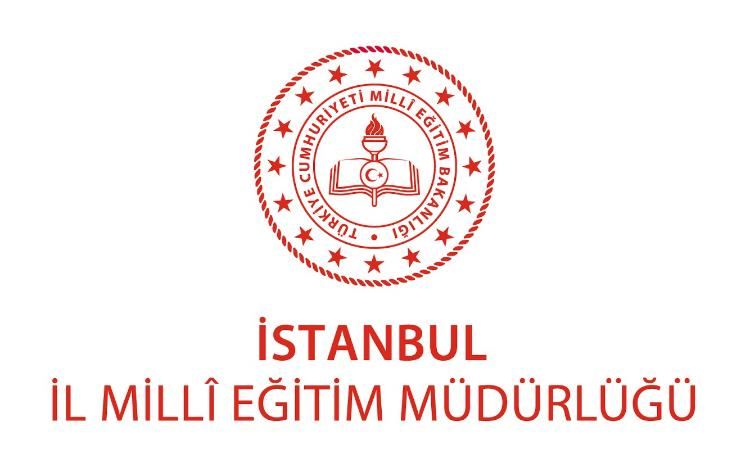 TÜRKİYE CUMHURİYETİ MİLLÎ EĞİTİM BAKANLIĞI
İSTANBUL
İL MİLLÎ EĞİTİM MÜDÜRLÜĞÜ